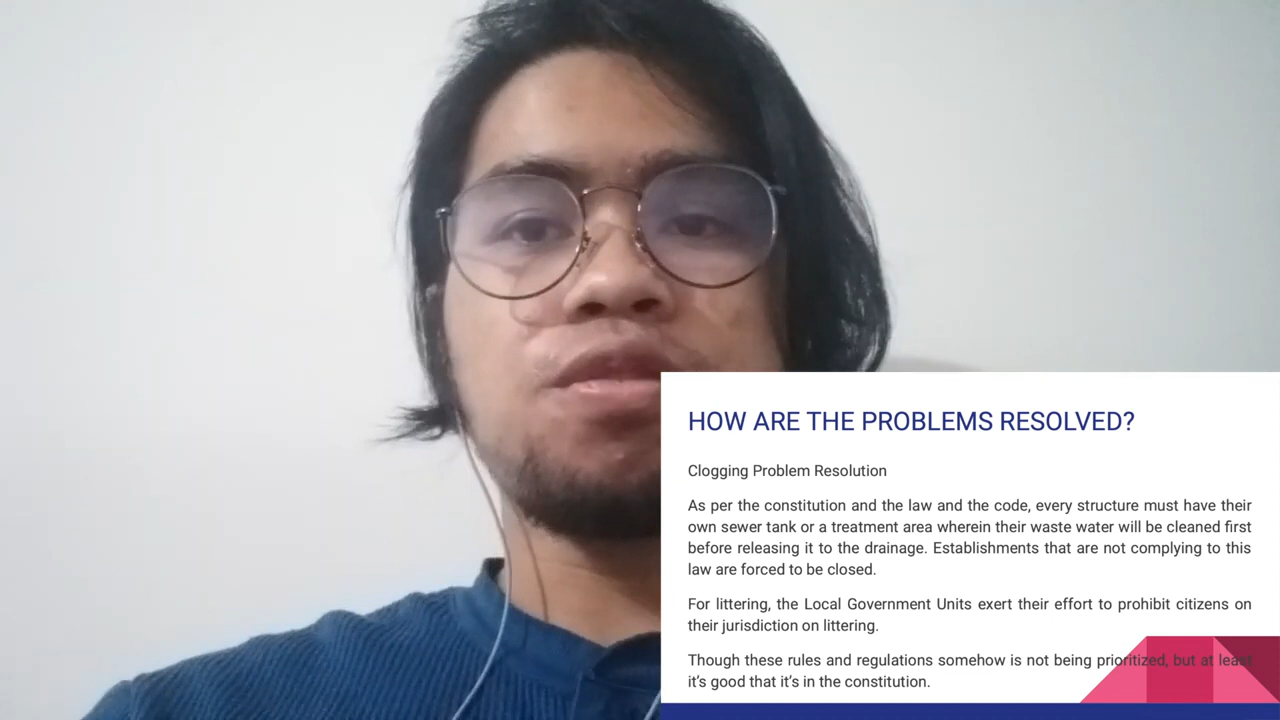 HOW ARE THE PROBLEMS RESOLVED?
Clogging Problem Resolution
As per the constitution and the law and the code, every structure must have their
own sewer tank or a treatment area wherein their waste water will be cleaned first
before releasing it to the drainage. Establishments that are not complying to this
law are forced to be closed.
For littering, the Local Government Units exert their effort to prohibit citizens on
their jurisdiction on littering.
Though these rules and regulations somehow is not being prioritized, but at least
it's good that it's in the constitution.